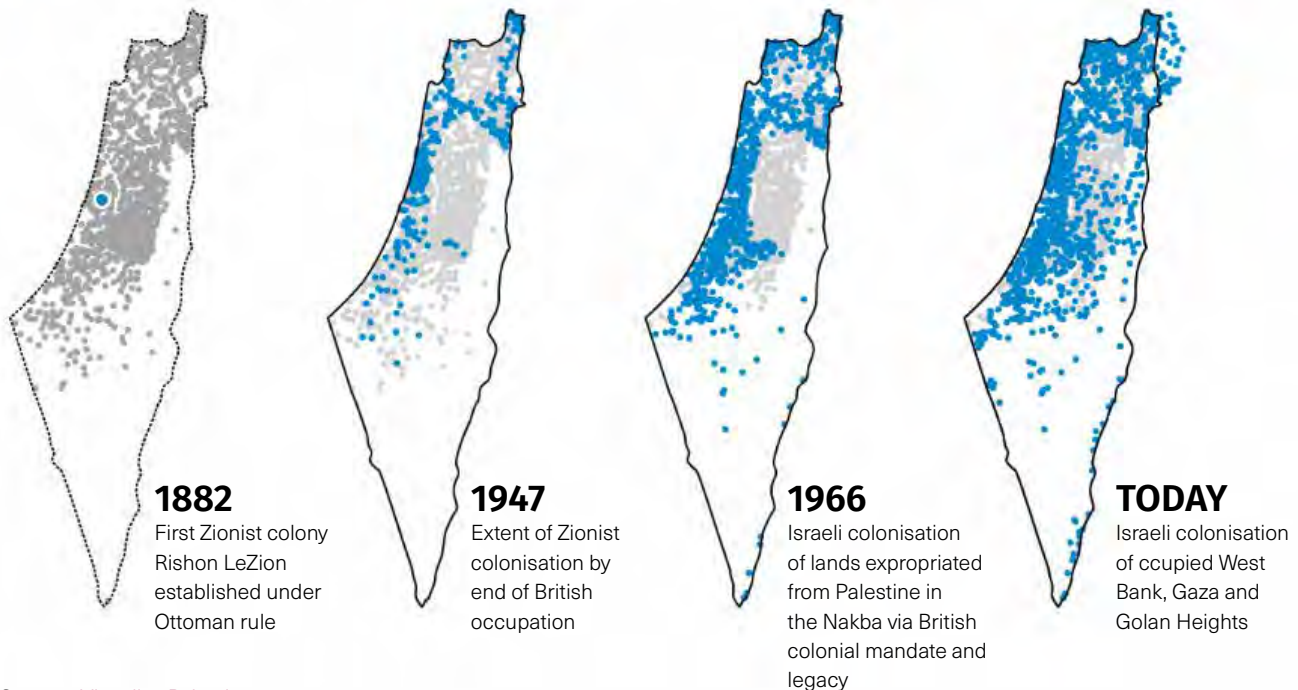 1882
First Zionist colony
Rishon LeZion
established under
Ottoman rule
1947
Extent of Zionist
colonisation by
end of British
occupation
1966
Israeli colonisation
of lands expropriated
from Palestine in
the Nakba via British
colonial mandate and
legacy
TODAY
Israeli colonisation
of ccupied West
Bank, Gaza and
Golan Heights